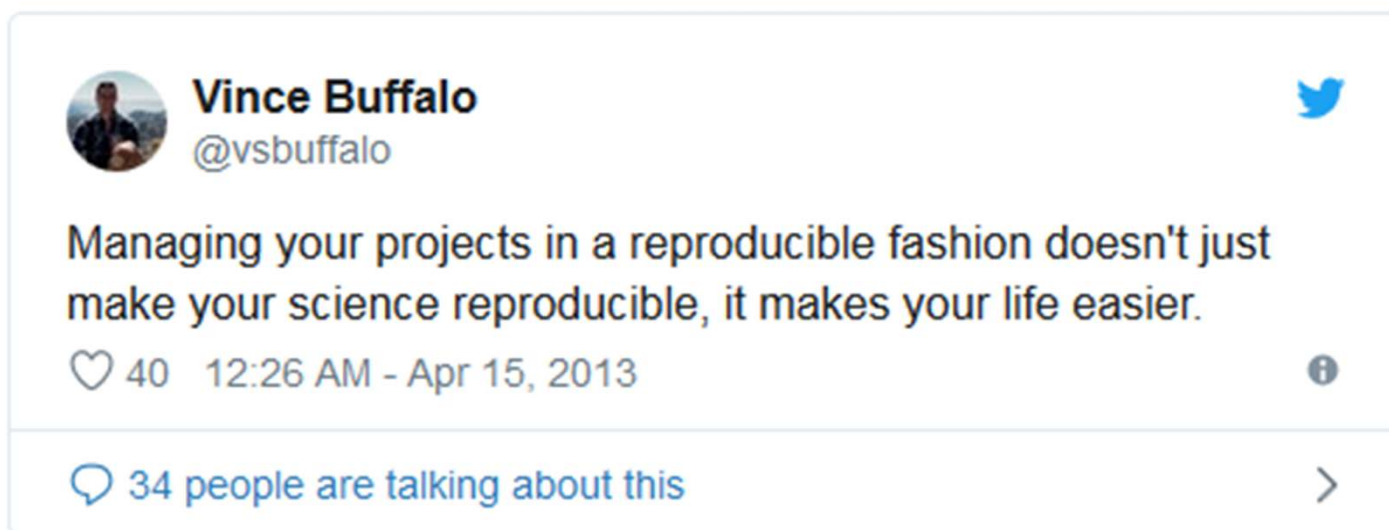 Vince Buffalo
@vsbuffalo
Managing your projects in a reproducible fashion doesn't just
make your science reproducible, it makes your life easier.
40 12:26 AM - Apr 15, 2013
34 people are talking about this